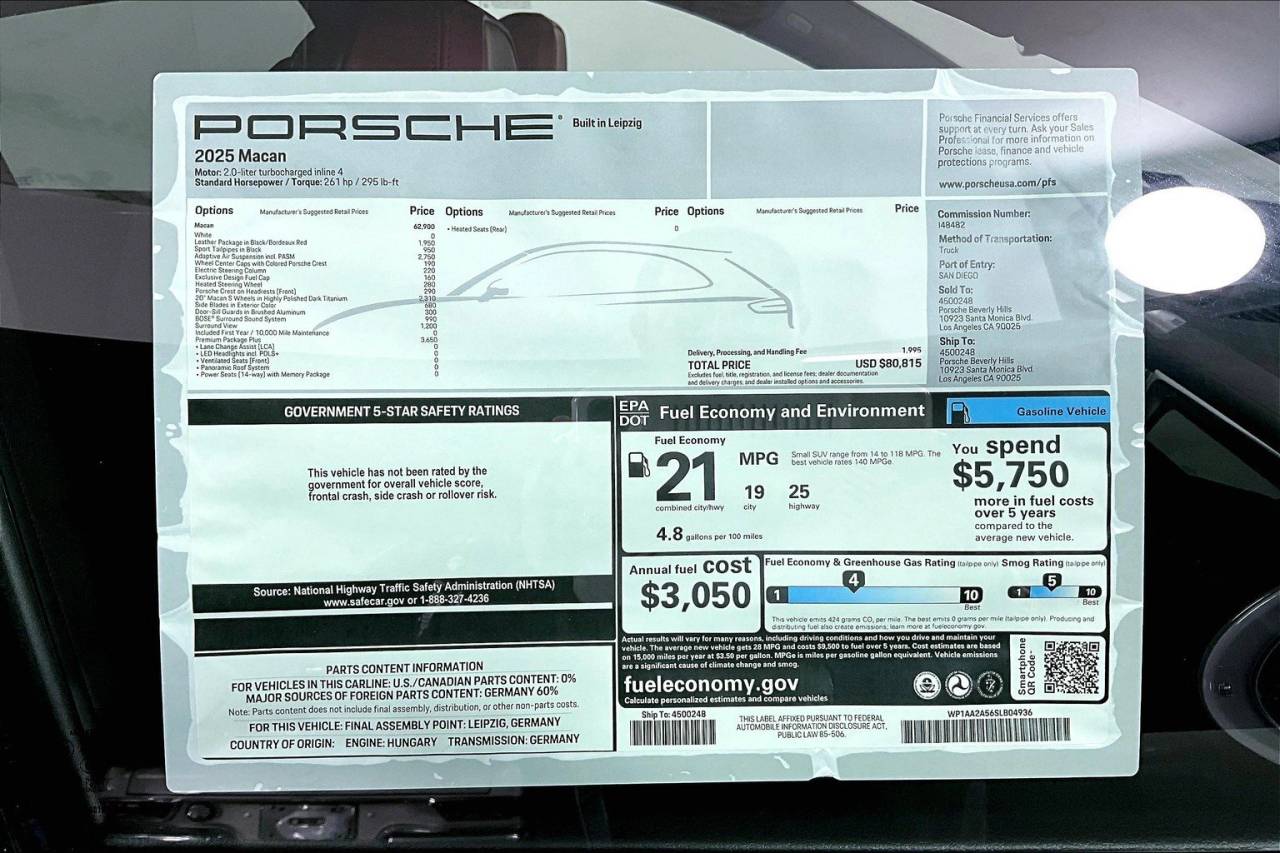 PORSCHE
Built in Leipzig
2025 Macan
Motor: 2.0-liter turbocharged inline 4
Standard Horsepower / Torque: 261 hp / 295 lb-ft
Porsche Financial Services offers
support at every turn. Ask your Sales
Professional for more information on
Porsche lease, finance and vehicle
protections programs.
www.porscheusa.com/pfs
Options Manufacturer's Suggested Retail Prices Price
Macan 62,900
White 0
Leather Package in Black/Bordeaux Red 1,950
Sport Tailpipes in Black 950
Adaptive Air Suspension incl. PASM 2,750
Wheel Center Caps with Colored Porsche Crest 190
Electric Steering Column 220
Exclusive Design Fuel Cap 160
Heated Steering Wheel 280
Porsche Crest on Headrests (Front) 290
20" Macan S Wheels in Highly Polished Dark Titanium 2,310
Side Blades in Exterior Color 680
Door-Sill Guards in Brushed Aluminum 300
BOSE® Surround Sound System 990
Surround View 1,200
Included First Year / 10,000 Mile Maintenance 0
Premium Package Plus 3,650
• Lane Change Assist (LCA) 0
• LED Headlights incl. PDLS+ 0
• Ventilated Seats (Front) 0
• Panoramic Roof System 0
• Power Seats (14-way) with Memory Package 0
Options Manufacturer's Suggested Retail Prices Price
• Heated Seats (Rear) 0
Options Manufacturer's Suggested Retail Prices Price
Delivery, Processing, and Handling Fee 1,995
TOTAL PRICE USD $80,815
Excludes fuel, title, registration, and license fees; dealer documentation
and delivery charges; and dealer installed options and accessories.
Commission Number:
148482
Method of Transportation:
Truck
Port of Entry:
SAN DIEGO
Sold To:
4500248
Porsche Beverly Hills
10923 Santa Monica Blvd.
Los Angeles CA 90025
Ship To:
4500248
Porsche Beverly Hills
10923 Santa Monica Blvd.
Los Angeles CA 90025
GOVERNMENT 5-STAR SAFETY RATINGS
This vehicle has not been rated by the
government for overall vehicle score,
frontal crash, side crash or rollover risk.
Source: National Highway Traffic Safety Administration (NHTSA)
www.safecar.gov or 1-888-327-4236
PARTS CONTENT INFORMATION
FOR VEHICLES IN THIS CARLINE: U.S./CANADIAN PARTS CONTENT: 0%
MAJOR SOURCES OF FOREIGN PARTS CONTENT: GERMANY 60%
Note: Parts content does not include final assembly, distribution, or other non-parts costs.
FOR THIS VEHICLE: FINAL ASSEMBLY POINT: LEIPZIG, GERMANY
COUNTRY OF ORIGIN: ENGINE: HUNGARY TRANSMISSION: GERMANY
EPA
DOT
Fuel Economy and Environment
Gasoline Vehicle
Fuel Economy
21 MPG
combined city/hwy
19
city
25
highway
4.8 gallons per 100 miles
Small SUV range from 14 to 118 MPG. The
best vehicle rates 140 MPGe.
You spend
$5,750
more in fuel costs
over 5 years
compared to the
average new vehicle.
Annual fuel cost
$3,050
Fuel Economy & Greenhouse Gas Rating (tailpipe only)
1 4 10
Best
Smog Rating (tailpipe only)
1 5 10
Best
This vehicle emits 424 grams CO₂ per mile. The best emits 0 grams per mile (tailpipe only). Producing and
distributing fuel also create emissions; learn more at fueleconomy.gov.
Actual results will vary for many reasons, including driving conditions and how you drive and maintain your
vehicle. The average new vehicle gets 28 MPG and costs $9,500 to fuel over 5 years. Cost estimates are based
on 15,000 miles per year at $3.50 per gallon. MPGe is miles per gasoline gallon equivalent. Vehicle emissions
are a significant cause of climate change and smog.
fueleconomy.gov
Calculate personalized estimates and compare vehicles
Smartphone
QR Code
Ship To: 4500248
THIS LABEL AFFIXED PURSUANT TO FEDERAL
AUTOMOBILE INFORMATION DISCLOSURE ACT,
PUBLIC LAW 85-506.
WP1AA2A56SLB04936